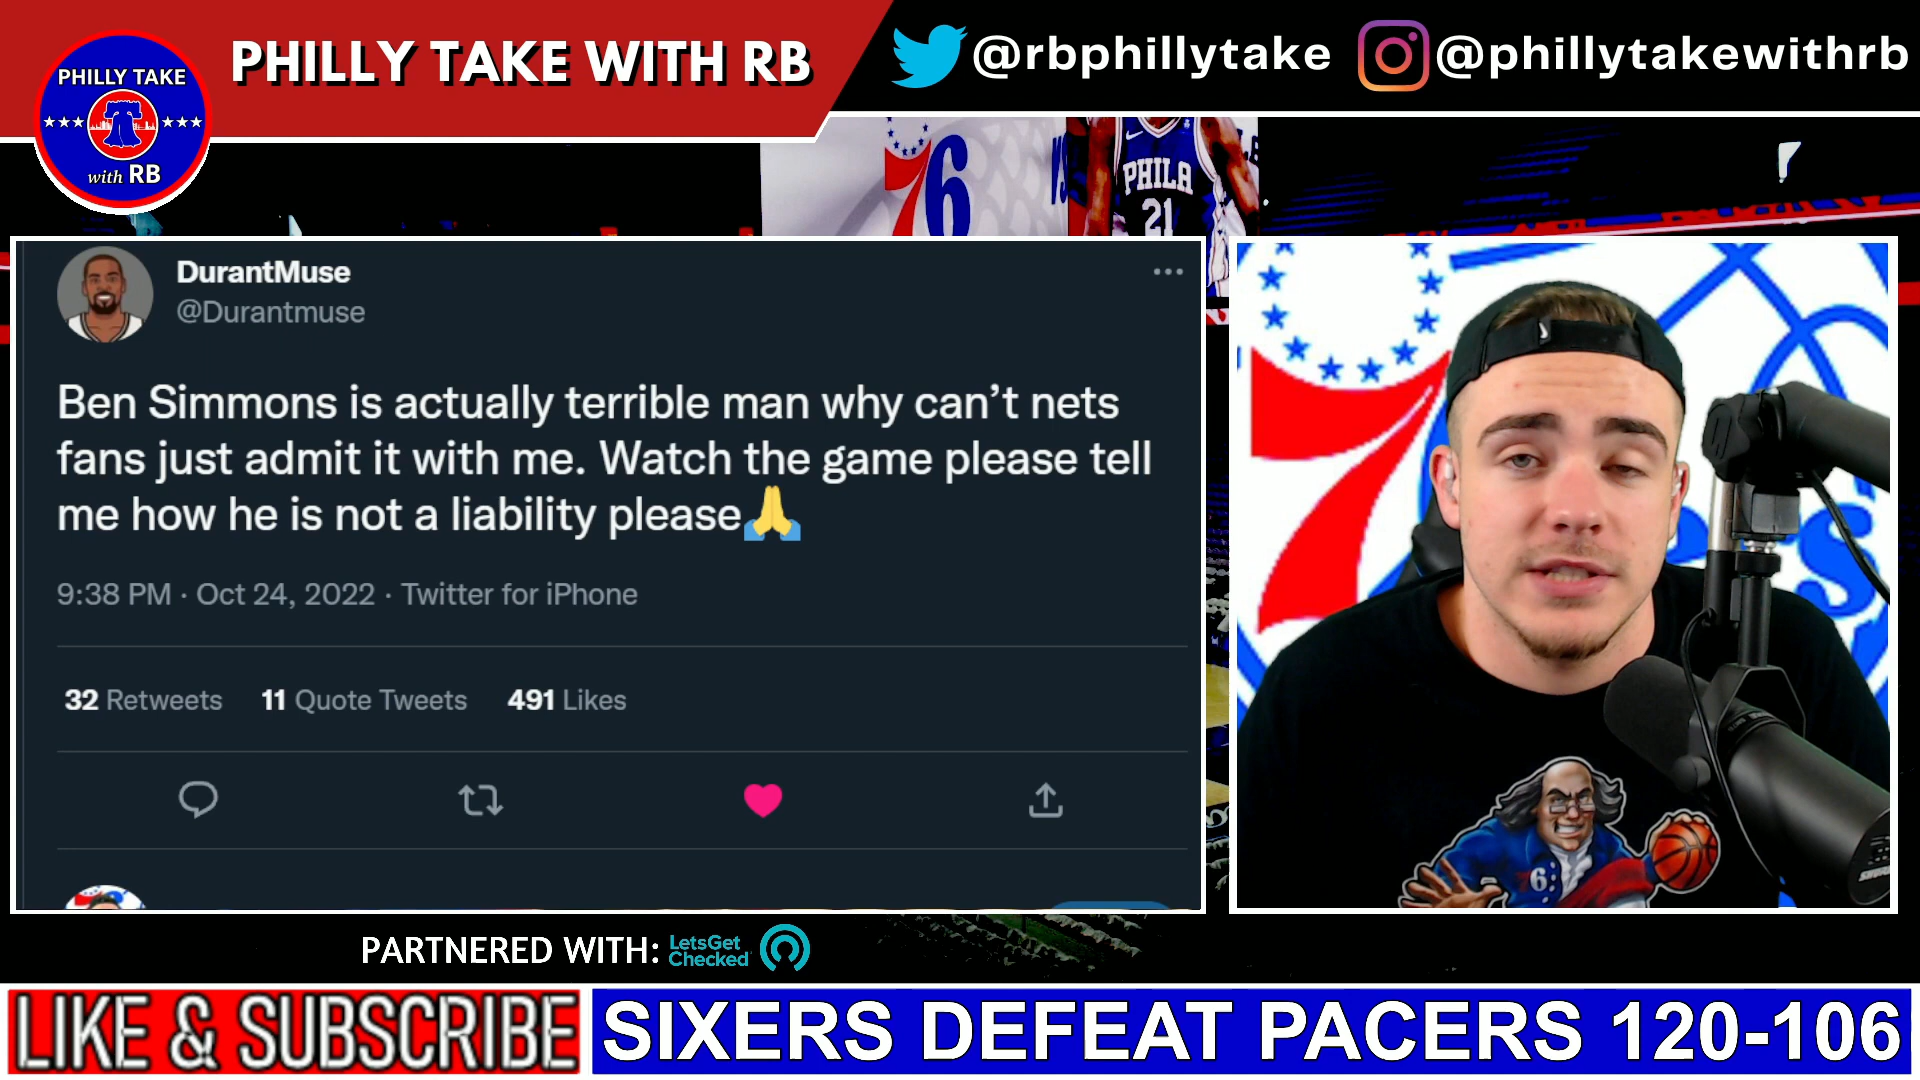 PHILLY TAKE
with RB
PHILLY TAKE WITH RB
@rbphillytake
@phillytakewithrb
76
PHILA
21
DurantMuse
@Durantmuse
Ben Simmons is actually terrible man why can’t nets
fans just admit it with me. Watch the game please tell
me how he is not a liability please🙏
9:38 PM · Oct 24, 2022 · Twitter for iPhone
32 Retweets 11 Quote Tweets 491 Likes
PARTNERED WITH:
LetsGet
Checked
LIKE & SUBSCRIBE
SIXERS DEFEAT PACERS 120-106